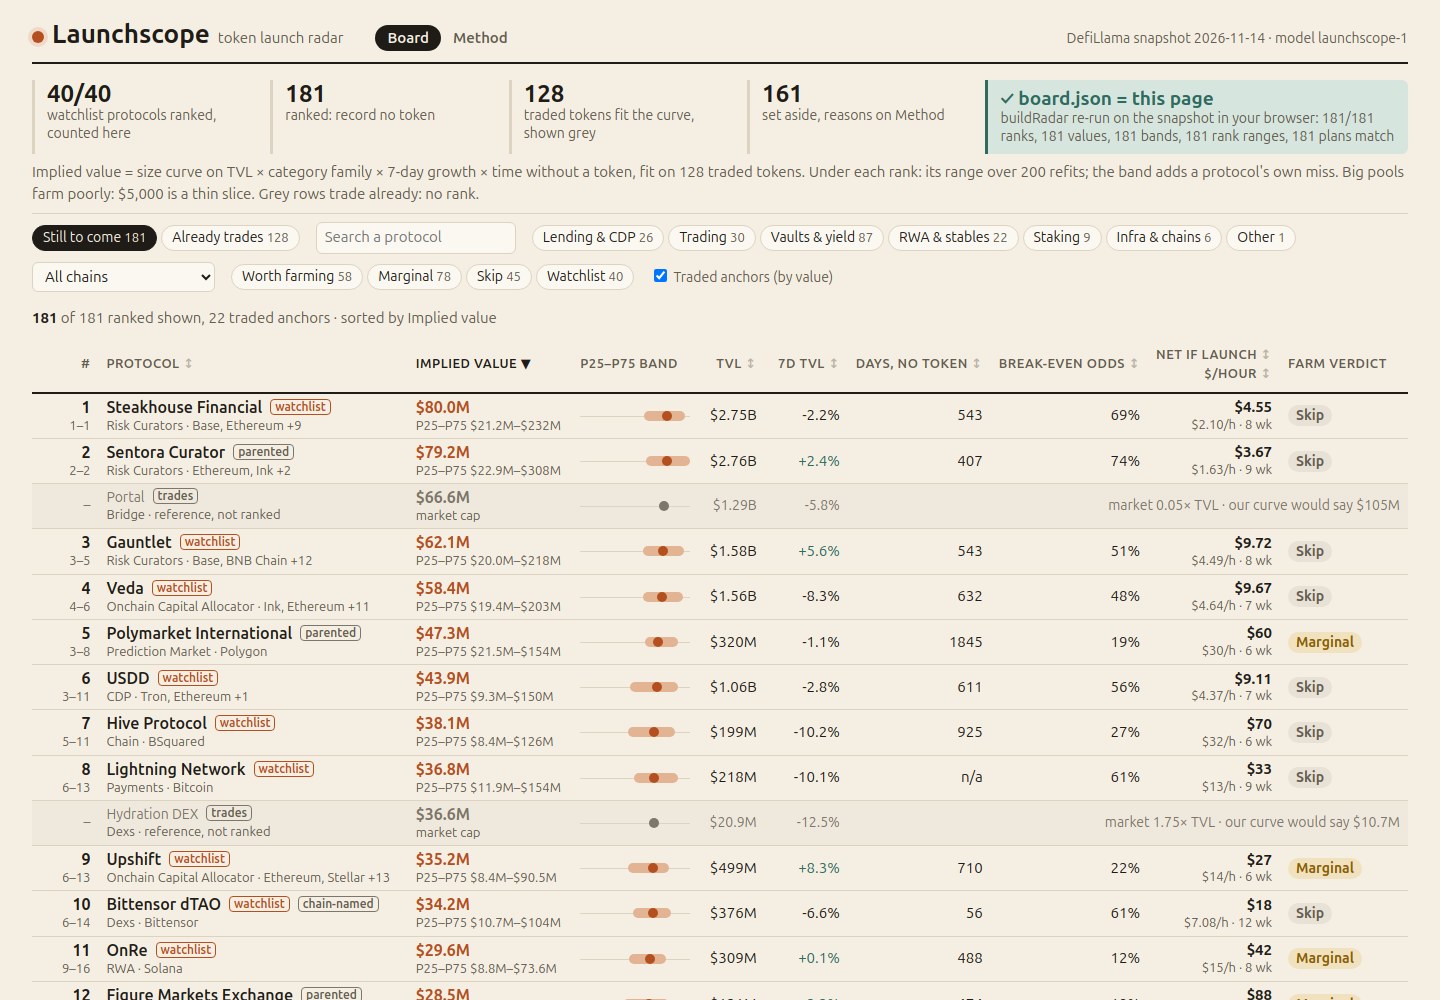 Launchscope token launch radar Board Method DefiLlama snapshot 2026-11-14 · model launchscope-1
40/40
watchlist protocols ranked,
counted here
181
ranked: record no token
128
traded tokens fit the curve,
shown grey
161
set aside, reasons on Method
✓ board.json = this page
buildRadar re-run on the snapshot in your browser: 181/181
ranks, 181 values, 181 bands, 181 rank ranges, 181 plans match
Implied value = size curve on TVL × category family × 7-day growth × time without a token, fit on 128 traded tokens. Under each rank: its range over 200 refits; the band adds a protocol's own miss. Big pools
farm poorly: $5,000 is a thin slice. Grey rows trade already: no rank.
Still to come 181 Already trades 128 Search a protocol Lending & CDP 26 Trading 30 Vaults & yield 87 RWA & stables 22 Staking 9 Infra & chains 6 Other 1
All chains Worth farming 58 Marginal 78 Skip 45 Watchlist 40 Traded anchors (by value)
181 of 181 ranked shown, 22 traded anchors · sorted by Implied value
# PROTOCOL ↕ IMPLIED VALUE ▼ P25–P75 BAND TVL ↕ 7D TVL ↕ DAYS, NO TOKEN ↕ BREAK-EVEN ODDS ↕ NET IF LAUNCH ↕ FARM VERDICT
$/HOUR ↕
1 Steakhouse Financial watchlist $80.0M $2.75B -2.2% 543 69% $4.55 Skip
1–1 Risk Curators · Base, Ethereum +9 P25–P75 $21.2M–$232M $2.10/h · 8 wk
2 Sentora Curator parented $79.2M $2.76B +2.4% 407 74% $3.67 Skip
2–2 Risk Curators · Ethereum, Ink +2 P25–P75 $22.9M–$308M $1.63/h · 9 wk
– Portal trades $66.6M $1.29B -5.8% market 0.05× TVL · our curve would say $105M
Bridge · reference, not ranked market cap
3 Gauntlet watchlist $62.1M $1.58B +5.6% 543 51% $9.72 Skip
3–5 Risk Curators · Base, BNB Chain +12 P25–P75 $20.0M–$218M $4.49/h · 8 wk
4 Veda watchlist $58.4M $1.56B -8.3% 632 48% $9.67 Skip
4–6 Onchain Capital Allocator · Ink, Ethereum +11 P25–P75 $19.4M–$203M $4.64/h · 7 wk
5 Polymarket International parented $47.3M $320M -1.1% 1845 19% $60 Marginal
3–8 Prediction Market · Polygon P25–P75 $21.5M–$154M $30/h · 6 wk
6 USDD watchlist $43.9M $1.06B -2.8% 611 56% $9.11 Skip
3–11 CDP · Tron, Ethereum +1 P25–P75 $9.3M–$150M $4.37/h · 7 wk
7 Hive Protocol watchlist $38.1M $199M -10.2% 925 27% $70 Skip
5–11 Chain · BSquared P25–P75 $8.4M–$126M $32/h · 6 wk
8 Lightning Network watchlist $36.8M $218M -10.1% n/a 61% $33 Skip
6–13 Payments · Bitcoin P25–P75 $11.9M–$154M $13/h · 9 wk
– Hydration DEX trades $36.6M $20.9M -12.5% market 1.75× TVL · our curve would say $10.7M
Dexs · reference, not ranked market cap
9 Upshift watchlist $35.2M $499M +8.3% 710 22% $27 Marginal
6–13 Onchain Capital Allocator · Ethereum, Stellar +13 P25–P75 $8.4M–$90.5M $14/h · 6 wk
10 Bittensor dTAO watchlist chain-named $34.2M $376M -6.6% 56 61% $18 Skip
6–14 Dexs · Bittensor P25–P75 $10.7M–$104M $7.08/h · 12 wk
11 OnRe watchlist $29.6M $309M +0.1% 488 12% $42 Marginal
9–16 RWA · Solana P25–P75 $8.8M–$73.6M $15/h · 8 wk
12 Figure Markets Exchange parented $28.5M $88